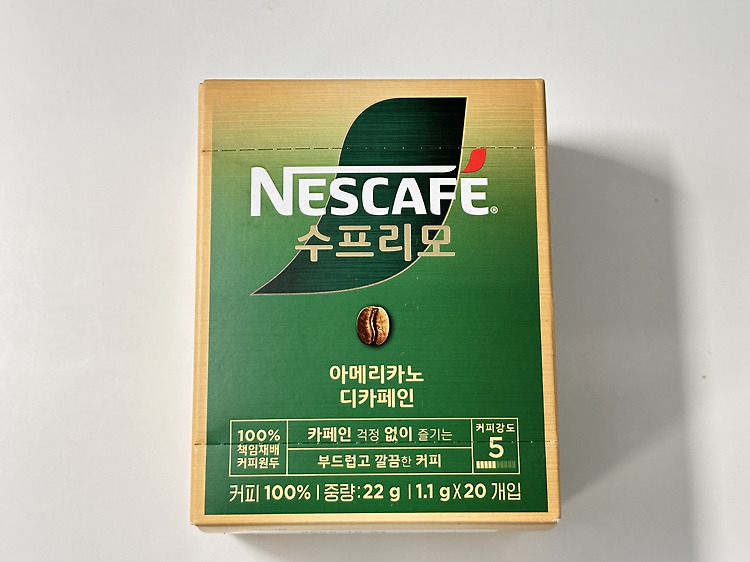 NESCAFÉ®
수프리모
아메리카노
디카페인
100%
책임재배
커피원두
카페인 걱정 없이 즐기는
부드럽고 깔끔한 커피
커피강도
5
커피 100% | 중량: 22 g | 1.1 g X 20 개입